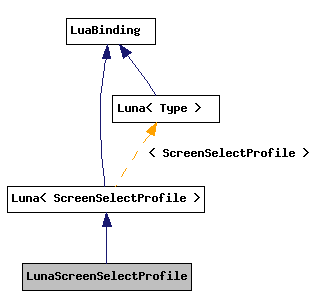 LuaBinding
Luna< Type >
< ScreenSelectProfile >
Luna< ScreenSelectProfile >
LunaScreenSelectProfile